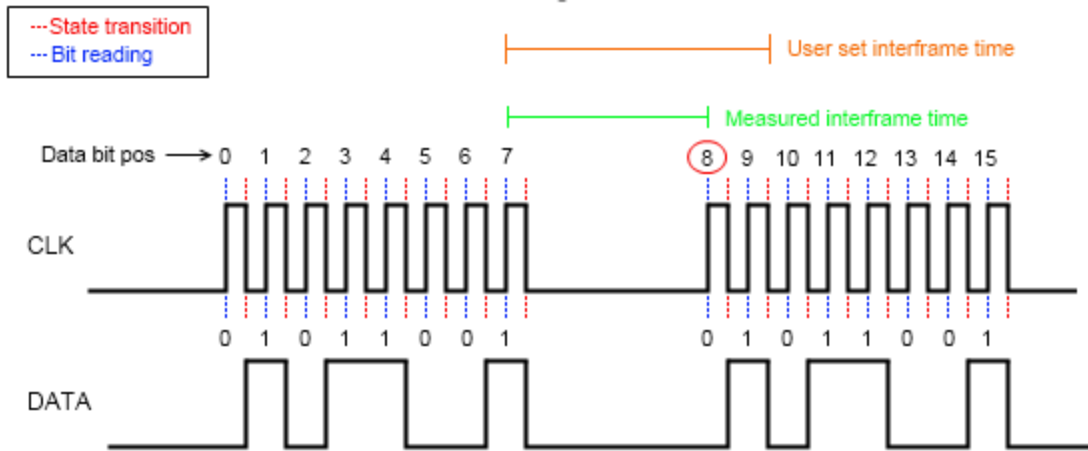 ---State transition
---Bit reading
User set interframe time
Measured interframe time
Data bit pos 0 1 2 3 4 5 6 7 8 9 10 11 12 13 14 15
CLK
0 1 0 1 1 0 0 1 0 1 0 1 1 0 0 1
DATA